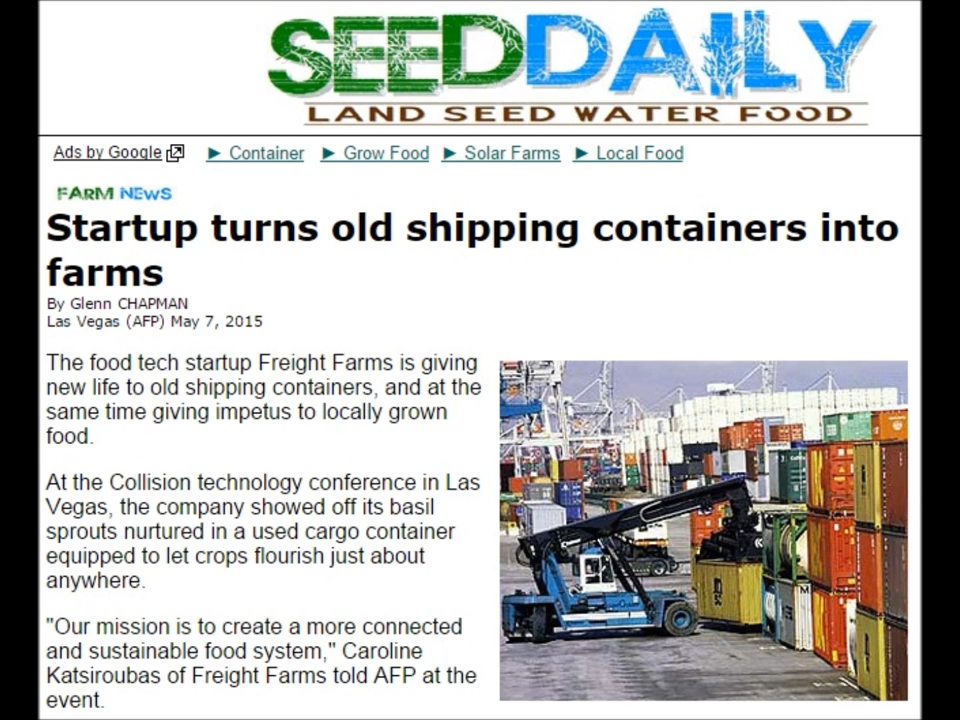 SEEDDAILY
LAND SEED WATER FOOD
Ads by Google ► Container ► Grow Food ► Solar Farms ► Local Food
FARM NEWS
Startup turns old shipping containers into
farms
By Glenn CHAPMAN
Las Vegas (AFP) May 7, 2015
The food tech startup Freight Farms is giving
new life to old shipping containers, and at the
same time giving impetus to locally grown
food.
At the Collision technology conference in Las
Vegas, the company showed off its basil
sprouts nurtured in a used cargo container
equipped to let crops flourish just about
anywhere.
"Our mission is to create a more connected
and sustainable food system," Caroline
Katsiroubas of Freight Farms told AFP at the
event.